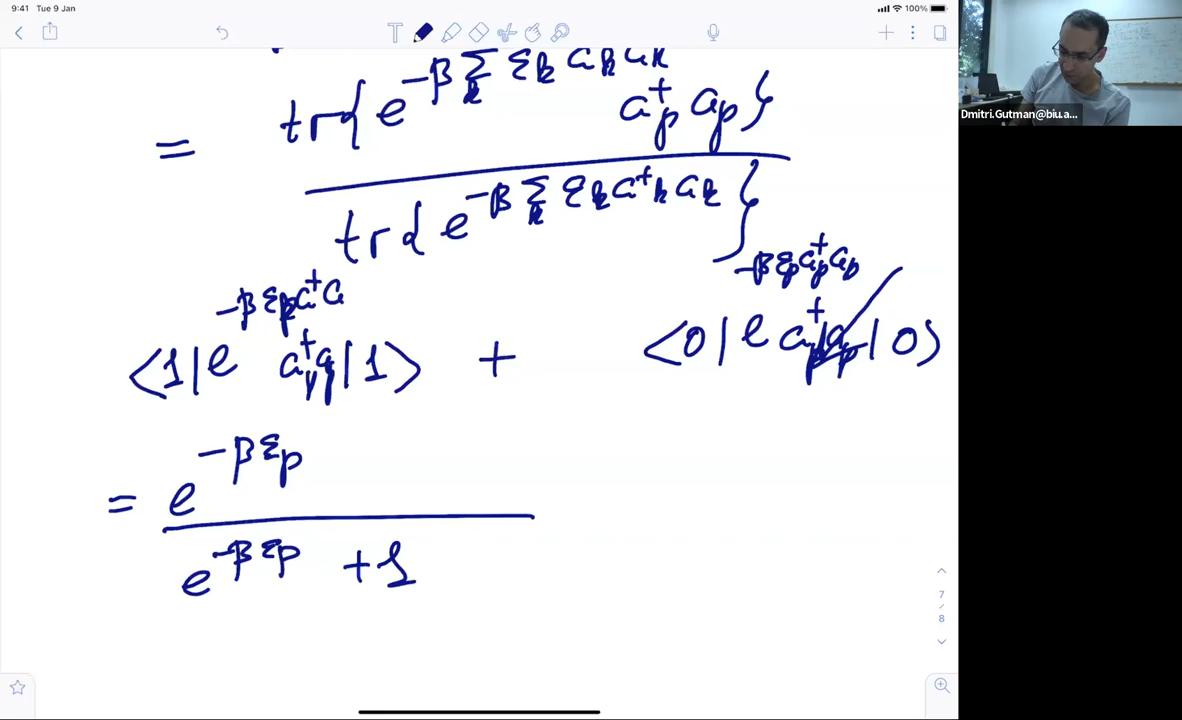 9:41 Tue 9 Jan
100%
Dmitri.Gutman@biu.a...
tr{e^{-β Σ_k ε_k a_k a_k} a_p^+ a_p}
=
tr{e^{-β Σ_k ε_k a^+_k a_k}}
<1|e^{-β ε_p a^+ a} a_p^+ a_p|1> + <0|e^{-β ε_p a_p^+ a_p} a_p^+ a_p|0>
= e^{-β ε_p}
e^{-β ε_p} + 1
7
/
8